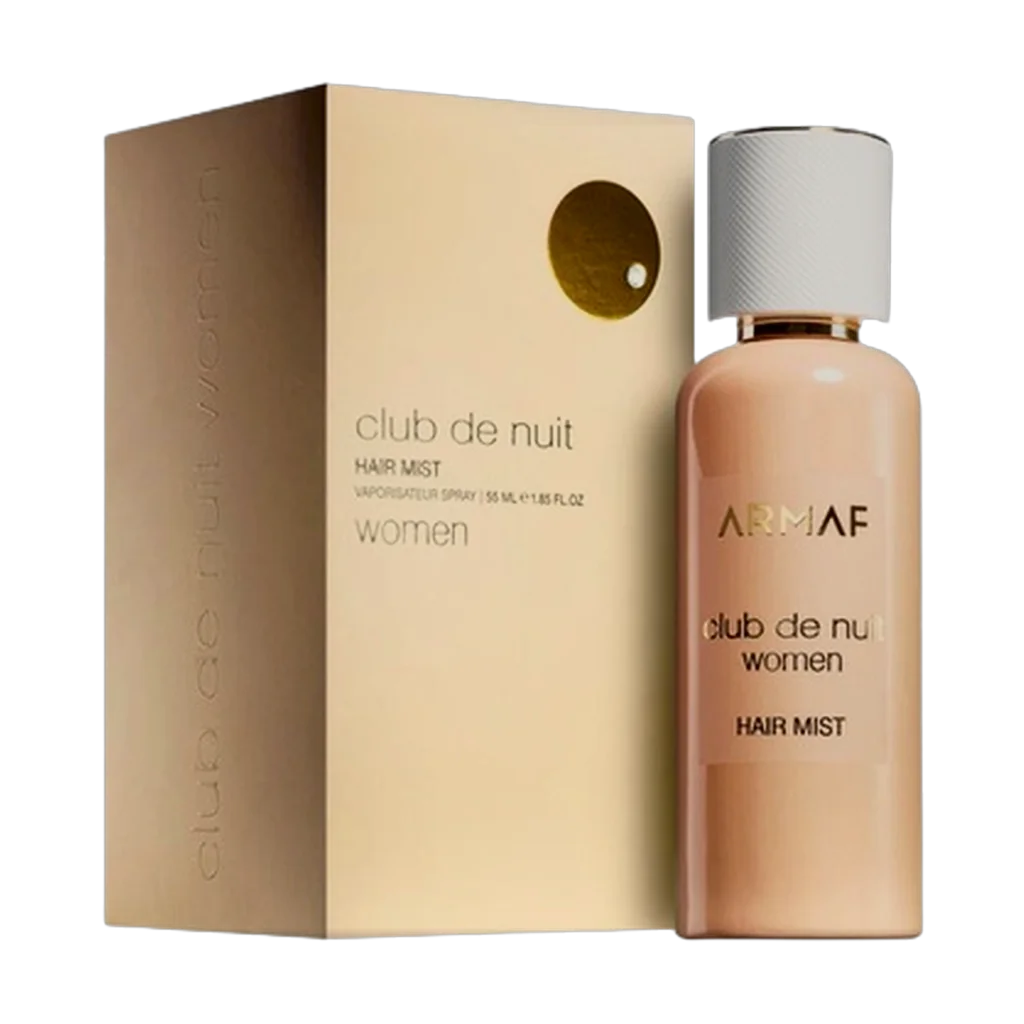 club de nuit women
club de nuit
HAIR MIST
VAPORISATEUR SPRAY | 55 ML ℮ 1.85 FL.OZ
women
ARMAF
club de nuit
women
HAIR MIST